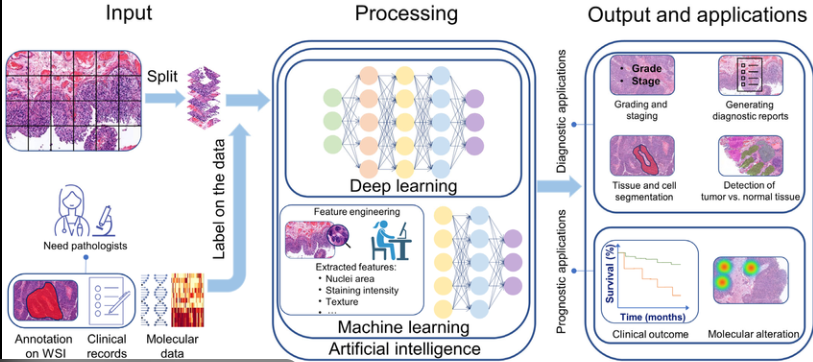 Input
Processing
Output and applications
Split
Label on the data
Need pathologists
Annotation
on WSI
Clinical
records
Molecular
data
Deep learning
Feature engineering
Extracted features:
• Nuclei area
• Staining intensity
• Texture
• ...
Machine learning
Artificial intelligence
Diagnostic applications
Prognostic applications
• Grade
• Stage
Grading and
staging
Generating
diagnostic reports
Tissue and cell
segmentation
Detection of
tumor vs. normal tissue
Survival (%)
Time (months)
Clinical outcome
Molecular alteration